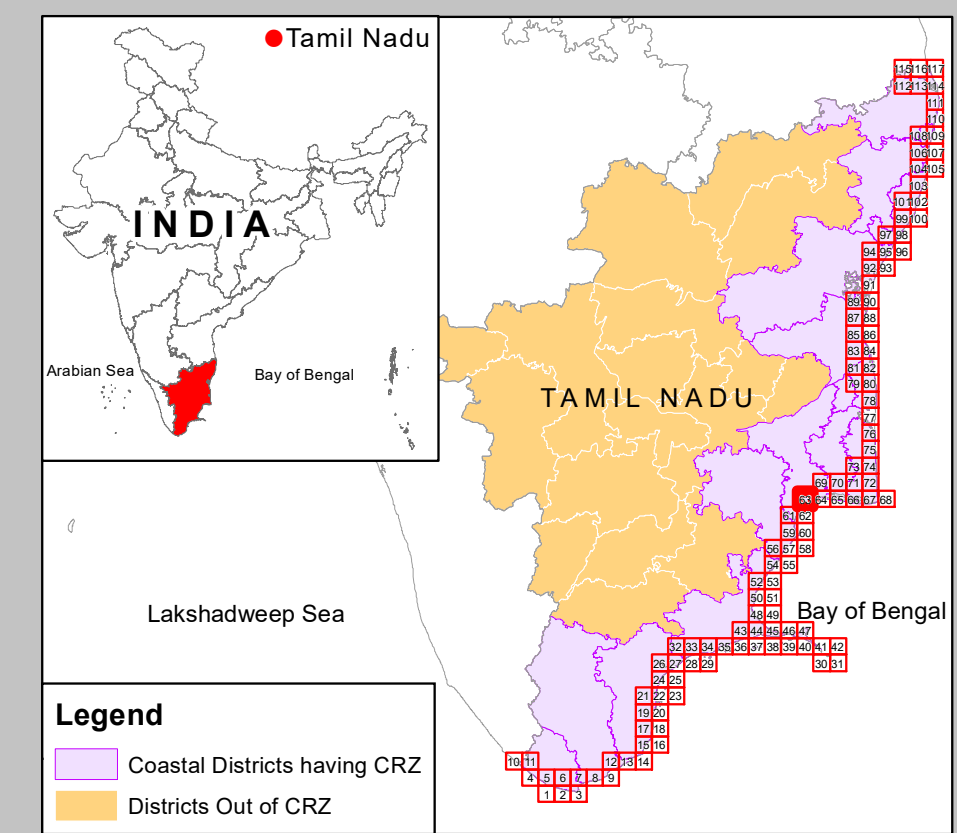 Tamil Nadu
INDIA
Arabian Sea
Bay of Bengal
TAMIL NADU
Lakshadweep Sea
Bay of Bengal
115 116 117
112 113 114
111
110
108 109
106 107
104 105
103
101 102
99 100
97 98
94 95 96
92 93
91
89 90
87 88
85 86
83 84
81 82
79 80
78
77
76
75
73 74
69 70 71 72
63 64 65 66 67 68
61 62
59 60
56 57 58
54 55
52 53
50 51
48 49
43 44 45 46 47
32 33 34 35 36 37 38 39 40 41 42
26 27 28 29 30 31
24 25
21 22 23
19 20
17 18
15 16
10 11 12 13 14
4 5 6 7 8 9
1 2 3
Legend
Coastal Districts having CRZ
Districts Out of CRZ